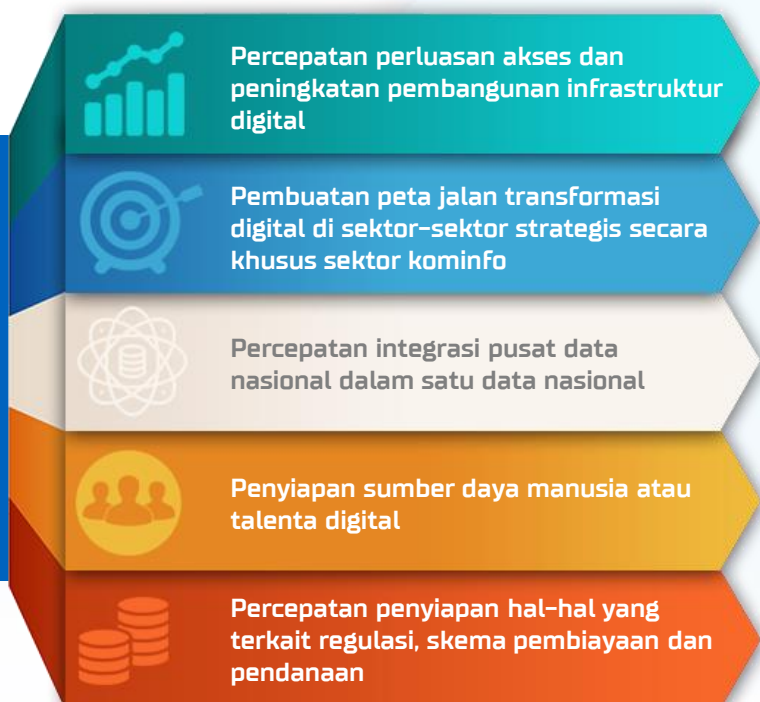 Percepatan perluasan akses dan
peningkatan pembangunan infrastruktur
digital
Pembuatan peta jalan transformasi
digital di sektor-sektor strategis secara
khusus sektor kominfo
Percepatan integrasi pusat data
nasional dalam satu data nasional
Penyiapan sumber daya manusia atau
talenta digital
Percepatan penyiapan hal-hal yang
terkait regulasi, skema pembiayaan dan
pendanaan